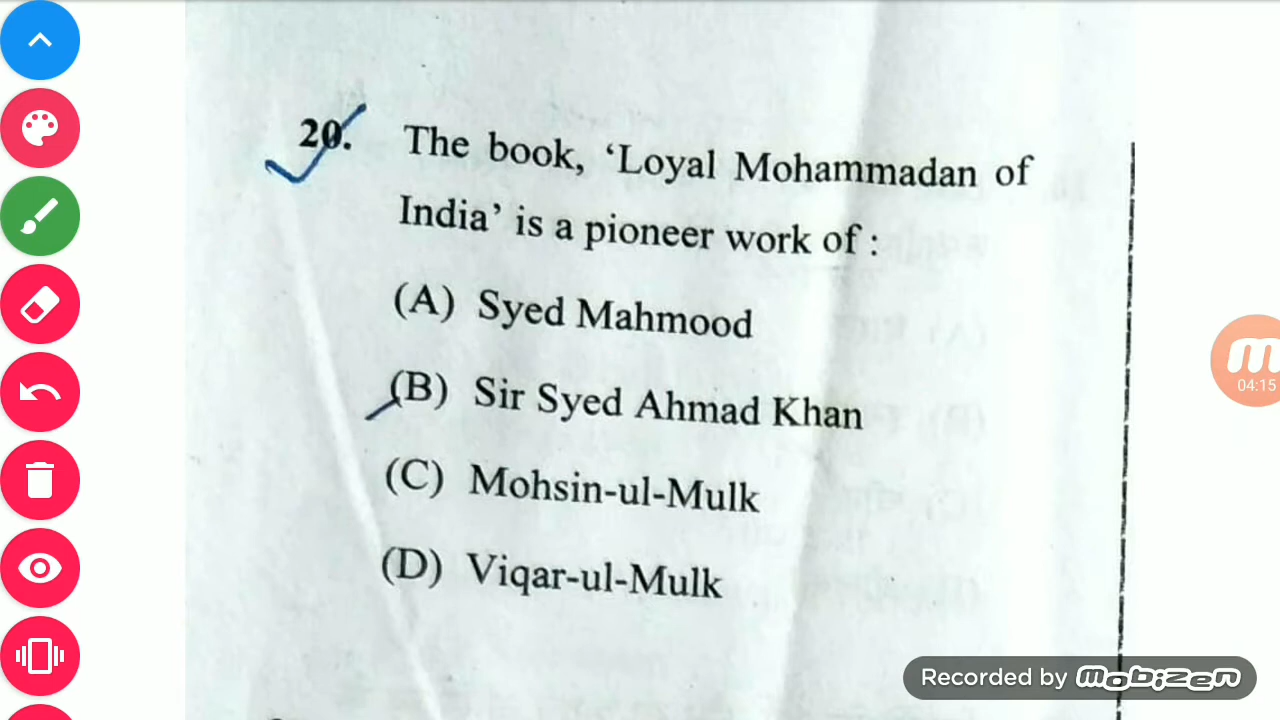 20. The book, ‘Loyal Mohammadan of
India’ is a pioneer work of :
(A) Syed Mahmood
(B) Sir Syed Ahmad Khan
(C) Mohsin-ul-Mulk
(D) Viqar-ul-Mulk
04:15
Recorded by Mobizen